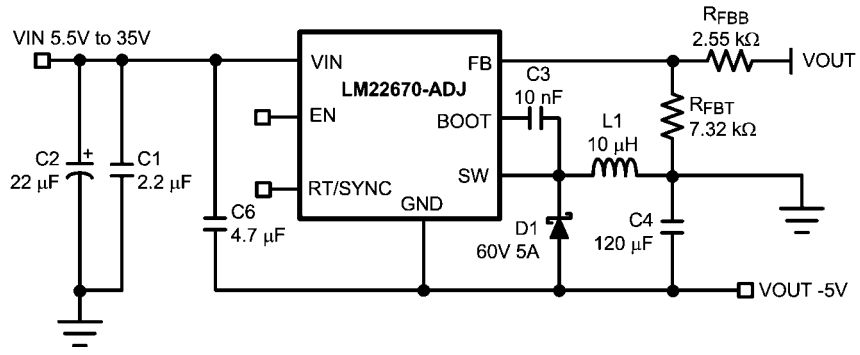 VIN 5.5V to 35V
C2
22 μF
+
C1
2.2 μF
C6
4.7 μF
VIN
LM22670-ADJ
EN
RT/SYNC
GND
FB
BOOT
SW
C3
10 nF
L1
10 μH
D1
60V 5A
RFBB
2.55 kΩ
VOUT
RFBT
7.32 kΩ
C4
120 μF
VOUT -5V